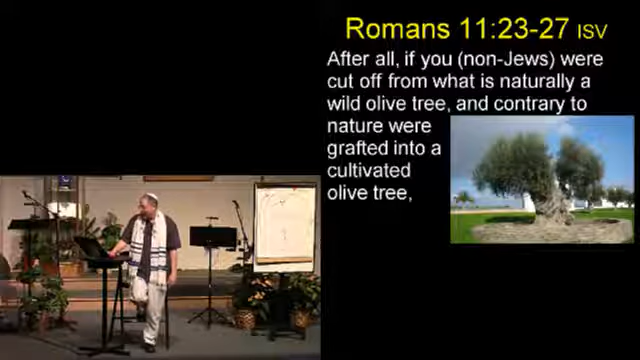 Romans 11:23-27 ISV
After all, if you (non-Jews) were
cut off from what is naturally a
wild olive tree, and contrary to
nature were
grafted into a
cultivated
olive tree,